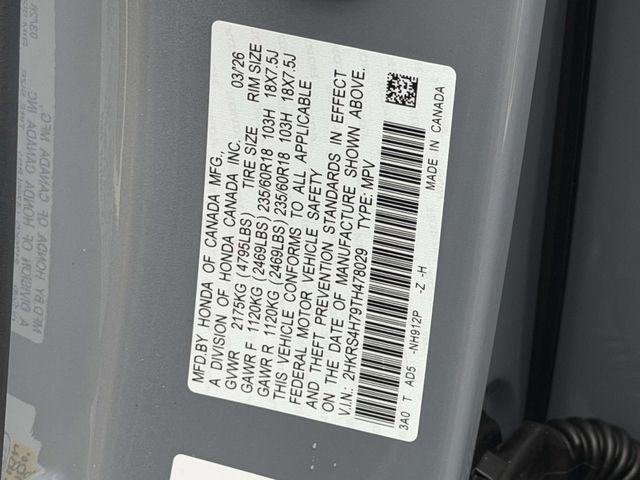 MFD.BY HONDA OF CANADA MFG.,
A DIVISION OF HONDA CANADA INC. 03/26
GVWR 2175KG (4795LBS) TIRE SIZE RIM SIZE
GAWR F 1120KG (2469LBS) 235/60R18 103H 18X7.5J
GAWR R 1120KG (2469LBS) 235/60R18 103H 18X7.5J
THIS VEHICLE CONFORMS TO ALL APPLICABLE
FEDERAL MOTOR VEHICLE SAFETY
AND THEFT PREVENTION STANDARDS IN EFFECT
ON THE DATE OF MANUFACTURE SHOWN ABOVE.
V.I.N.: 2HKRS4H79TH478029 TYPE: MPV
3A0 T AD5 -NH912P -Z -H MADE IN CANADA